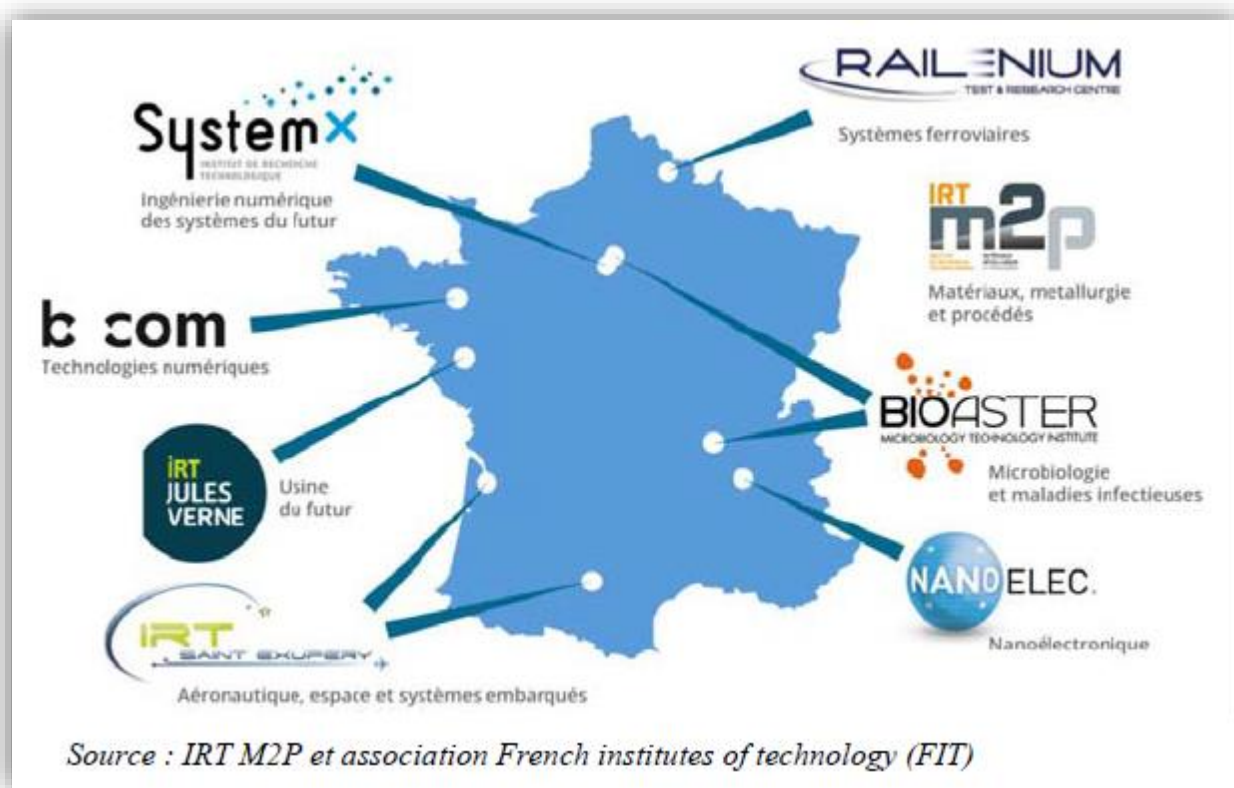 RAILENIUM
TEST & RESEARCH CENTRE
Systèmes ferroviaires
SystemX
INSTITUT DE RECHERCHE
TECHNOLOGIQUE
Ingénierie numérique
des systèmes du futur
IRT
m2p
Matériaux, metallurgie
et procédés
b com
Technologies numériques
BIOASTER
MICROBIOLOGY TECHNOLOGY INSTITUTE
Microbiologie
et maladies infectieuses
iRT
JULES
VERNE
Usine
du futur
NANOELEC.
Nanoélectronique
IRT
SAINT EXUPERY
Aéronautique, espace et systèmes embarqués
Source : IRT M2P et association French institutes of technology (FIT)